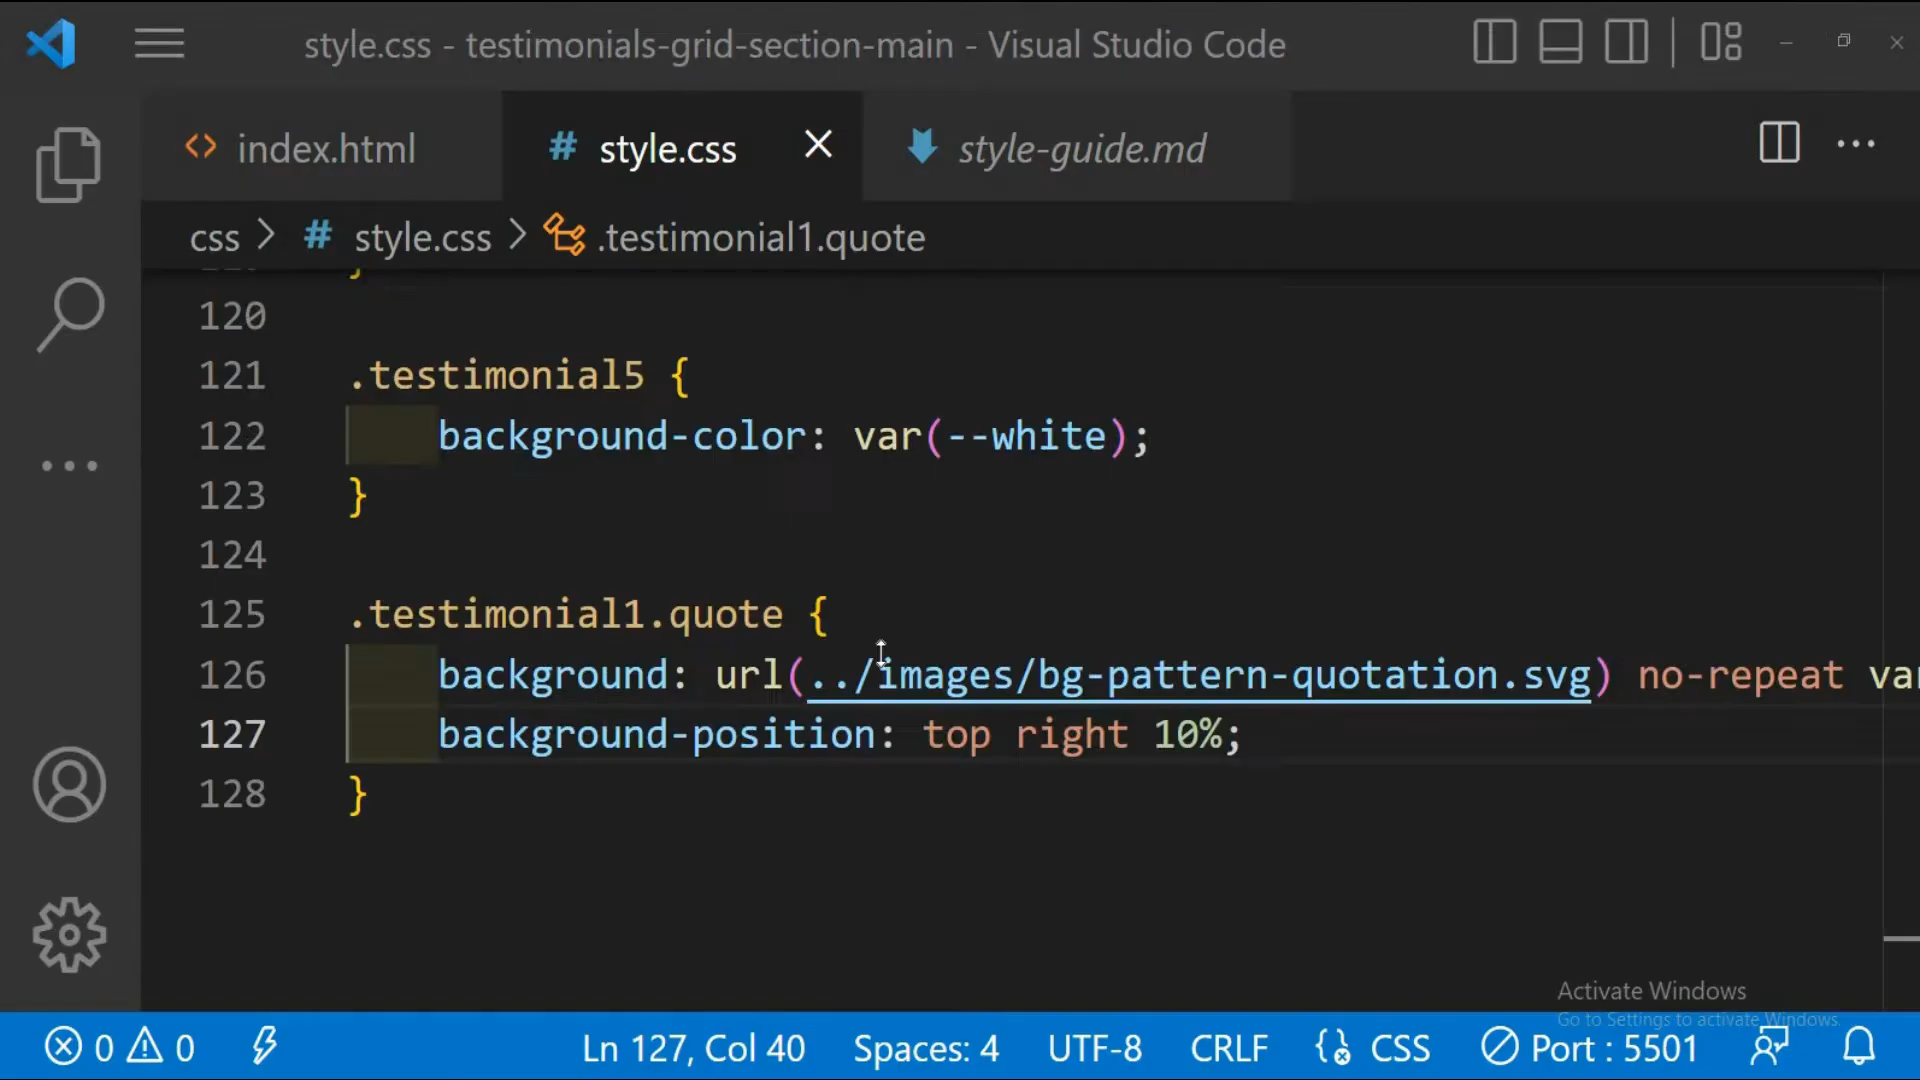 style.css - testimonials-grid-section-main - Visual Studio Code
index.html
# style.css
style-guide.md
css > # style.css > .testimonial1.quote
}
120
121 .testimonial5 {
122 background-color: var(--white);
123 }
124
125 .testimonial1.quote {
126 background: url(../images/bg-pattern-quotation.svg) no-repeat var
127 background-position: top right 10%;
128 }
Activate Windows
Go to Settings to activate Windows.
0 0 Ln 127, Col 40 Spaces: 4 UTF-8 CRLF CSS Port : 5501